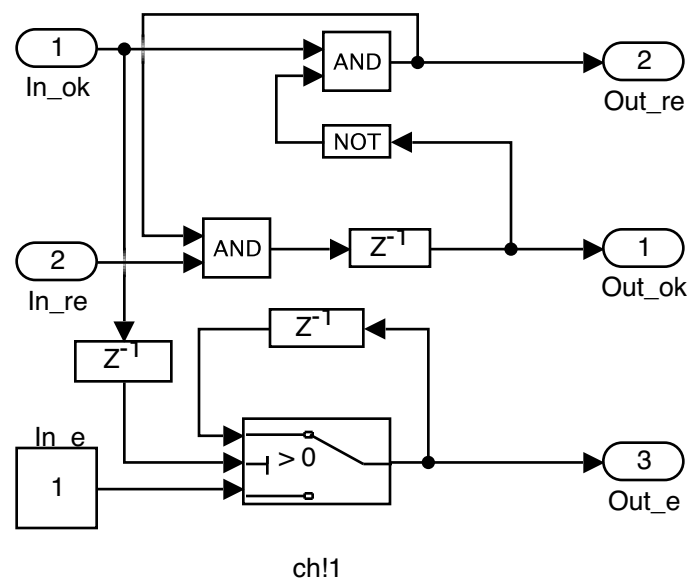 1
In_ok
AND
2
Out_re
NOT
2
In_re
AND
Z-1
1
Out_ok
Z-1
Z-1
In_e
1
> 0
3
Out_e
ch!1